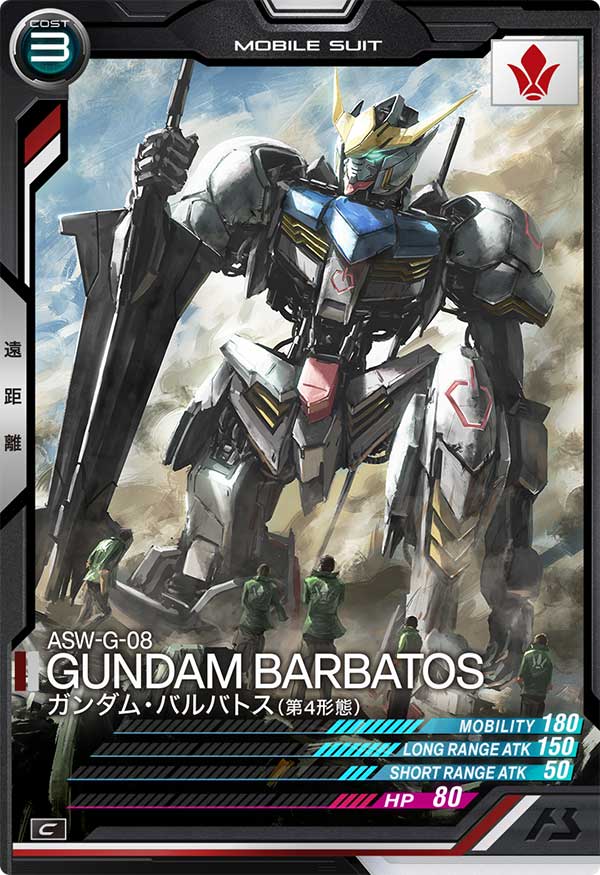 COST
3
MOBILE SUIT
遠距離
ASW-G-08
GUNDAM BARBATOS
ガンダム・バルバトス(第4形態)
MOBILITY 180
LONG RANGE ATK 150
SHORT RANGE ATK 50
HP 80
C